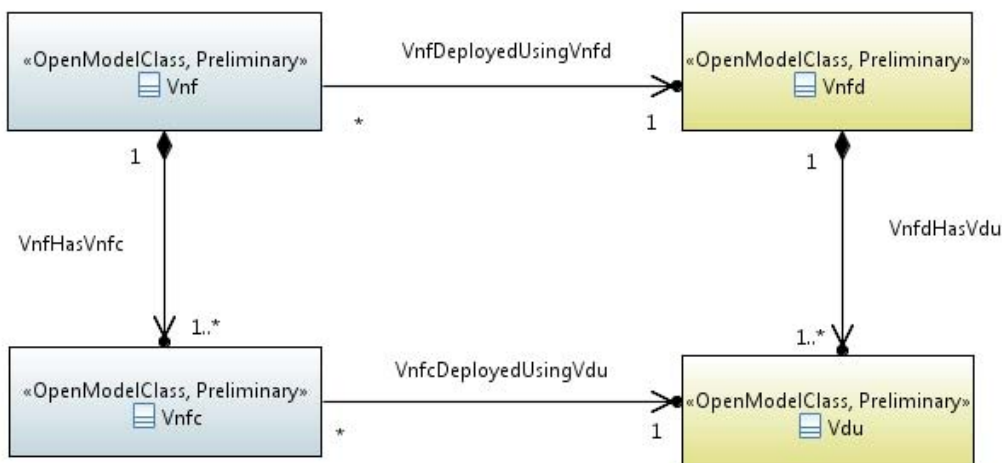 «OpenModelClass, Preliminary»
Vnf
VnfDeployedUsingVnfd
«OpenModelClass, Preliminary»
Vnfd
*
1
1
1
VnfHasVnfc
VnfdHasVdu
1..*
1..*
«OpenModelClass, Preliminary»
Vnfc
VnfcDeployedUsingVdu
«OpenModelClass, Preliminary»
Vdu
*
1